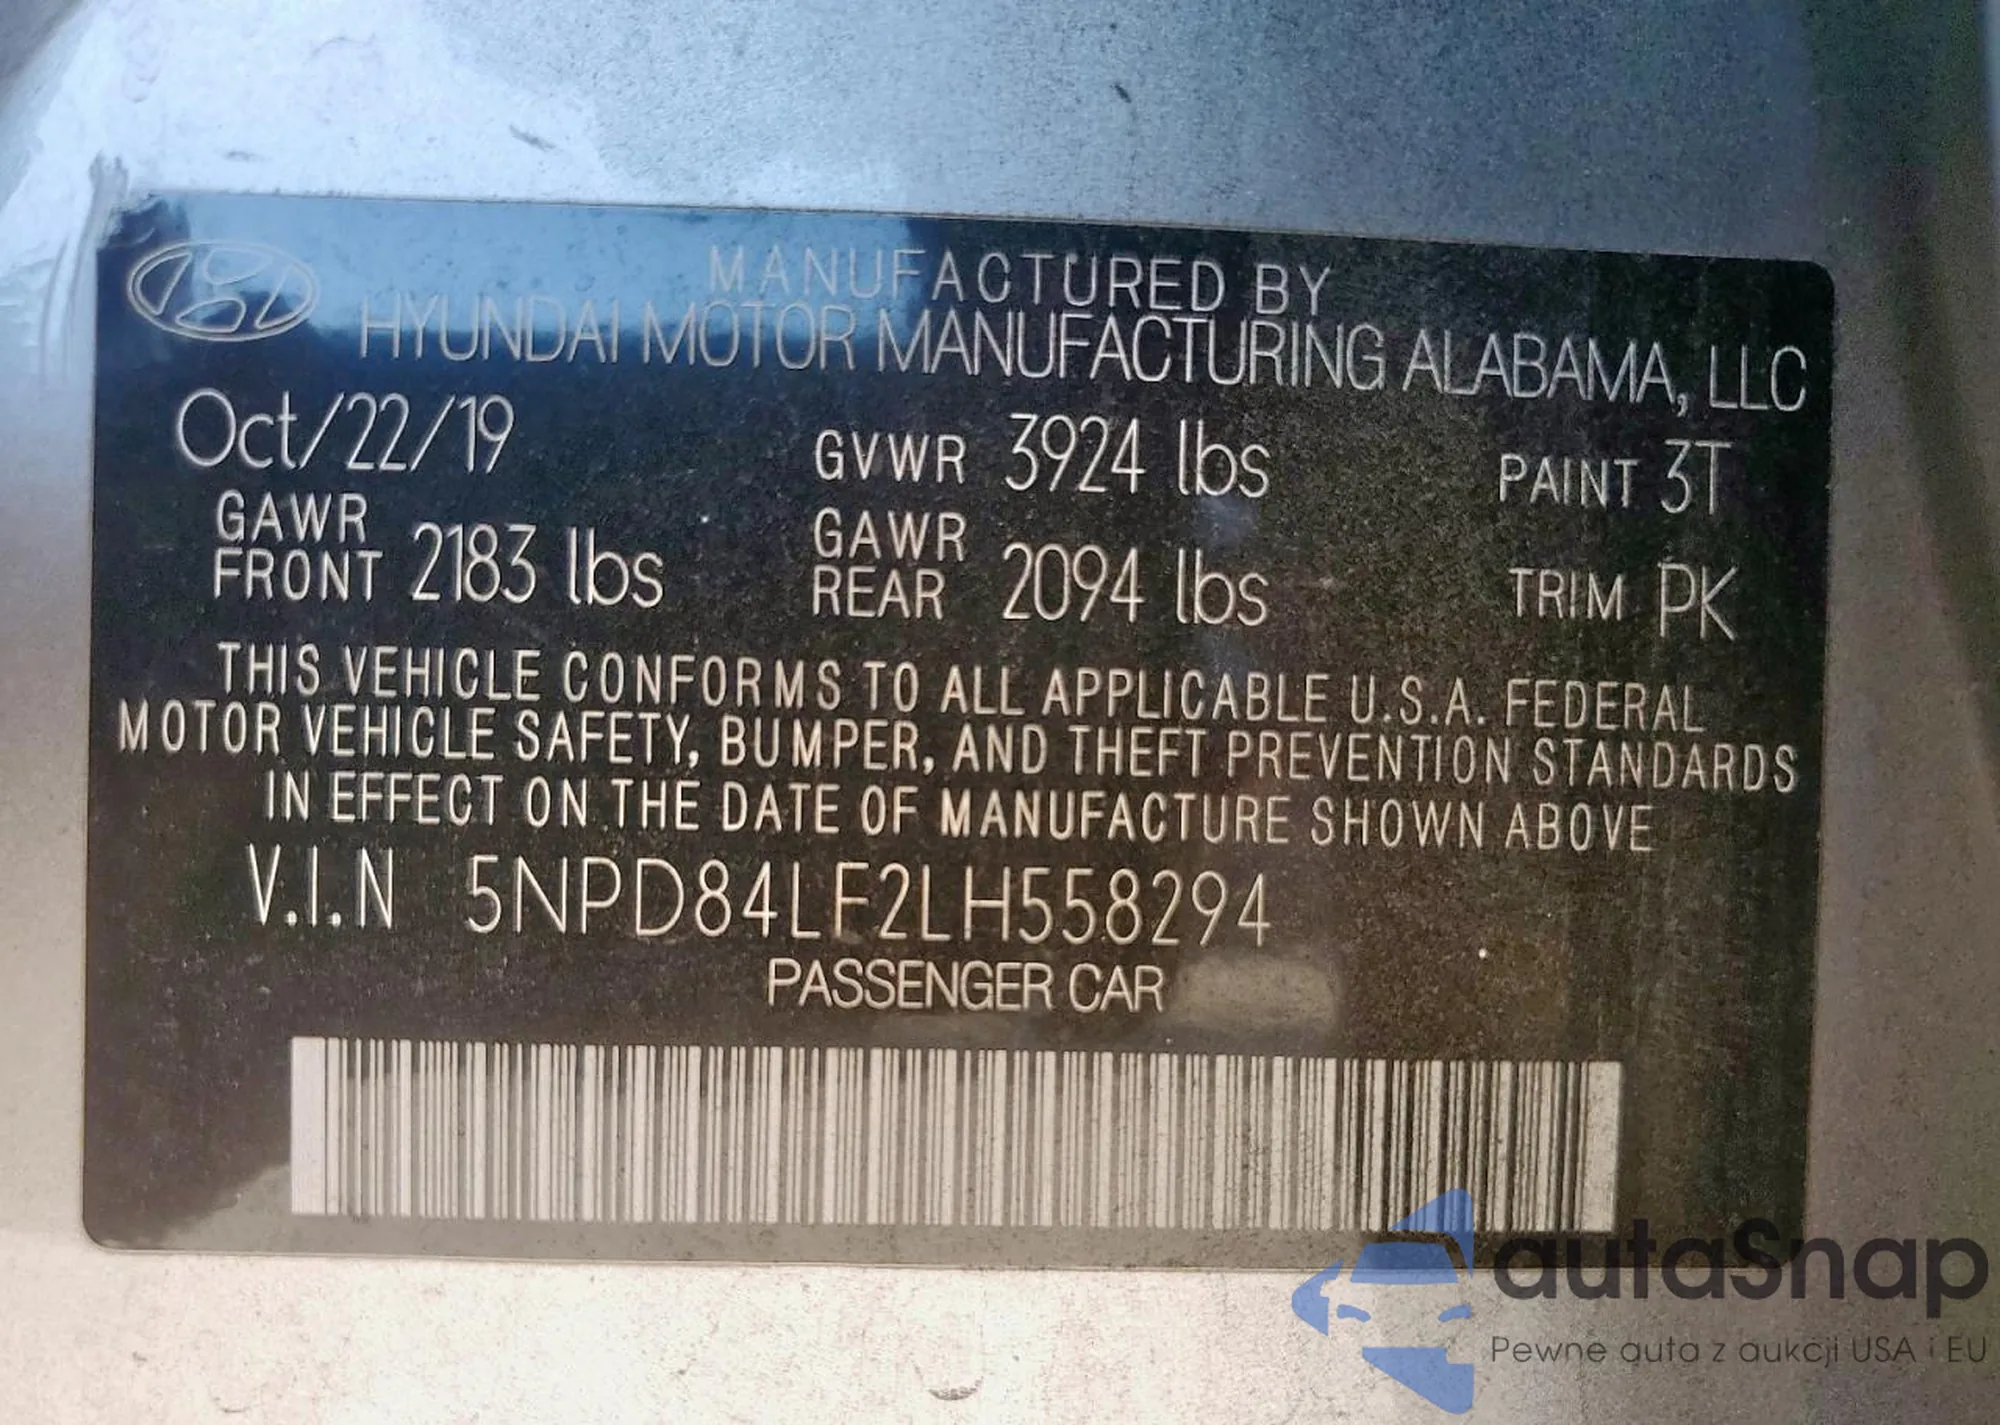 MANUFACTURED BY
HYUNDAI MOTOR MANUFACTURING ALABAMA, LLC
Oct/22/19 GVWR 3924 lbs PAINT 3T
GAWR FRONT 2183 lbs GAWR REAR 2094 lbs TRIM PK
THIS VEHICLE CONFORMS TO ALL APPLICABLE U.S.A. FEDERAL
MOTOR VEHICLE SAFETY, BUMPER, AND THEFT PREVENTION STANDARDS
IN EFFECT ON THE DATE OF MANUFACTURE SHOWN ABOVE
V.I.N 5NPD84LF2LH558294
PASSENGER CAR
autaSnap
Pewne auta z aukcji USA i EU